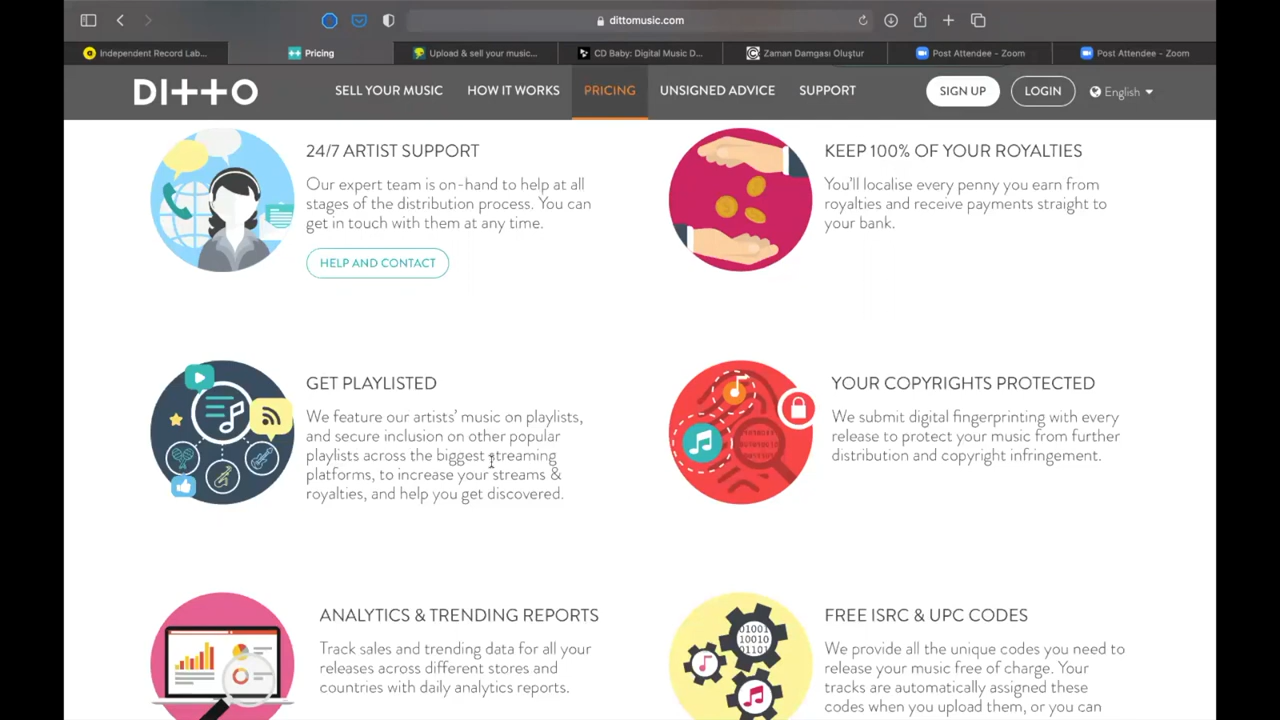 dittomusic.com
Independent Record Lab...
Pricing
Upload & sell your music...
CD Baby: Digital Music D...
Zaman Damgası Oluştur
Post Attendee - Zoom
Post Attendee - Zoom
DITTO
SELL YOUR MUSIC
HOW IT WORKS
PRICING
UNSIGNED ADVICE
SUPPORT
SIGN UP
LOGIN
English
24/7 ARTIST SUPPORT
Our expert team is on-hand to help at all
stages of the distribution process. You can
get in touch with them at any time.
HELP AND CONTACT
KEEP 100% OF YOUR ROYALTIES
You'll localise every penny you earn from
royalties and receive payments straight to
your bank.
GET PLAYLISTED
We feature our artists' music on playlists,
and secure inclusion on other popular
playlists across the biggest streaming
platforms, to increase your streams &
royalties, and help you get discovered.
YOUR COPYRIGHTS PROTECTED
We submit digital fingerprinting with every
release to protect your music from further
distribution and copyright infringement.
ANALYTICS & TRENDING REPORTS
Track sales and trending data for all your
releases across different stores and
countries with daily analytics reports.
FREE ISRC & UPC CODES
We provide all the unique codes you need to
release your music free of charge. Your
tracks are automatically assigned these
codes when you upload them, or you can
01001
10010
01101